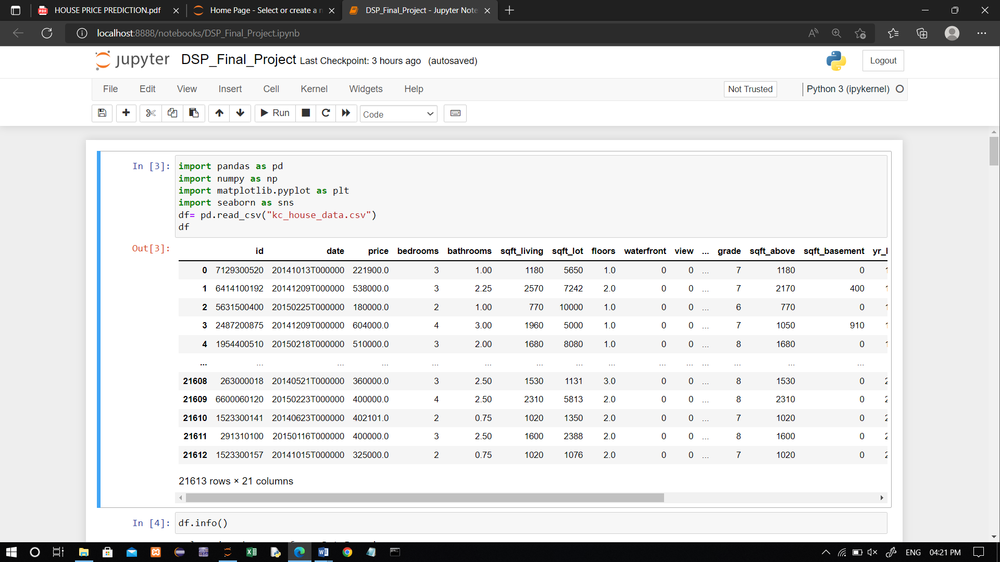 HOUSE PRICE PREDICTION.pdf
Home Page - Select or create a n
DSP_Final_Project - Jupyter Note
localhost:8888/notebooks/DSP_Final_Project.ipynb
jupyter DSP_Final_Project Last Checkpoint: 3 hours ago (autosaved)
Logout
File Edit View Insert Cell Kernel Widgets Help
Not Trusted
Python 3 (ipykernel)
Run
Code
In [3]:
import pandas as pd
import numpy as np
import matplotlib.pyplot as plt
import seaborn as sns
df= pd.read_csv("kc_house_data.csv")
df
Out[3]:
id date price bedrooms bathrooms sqft_living sqft_lot floors waterfront view ... grade sqft_above sqft_basement
0 7129300520 20141013T000000 221900.0 3 1.00 1180 5650 1.0 0 0 ... 7 1180 0
1 6414100192 20141209T000000 538000.0 3 2.25 2570 7242 2.0 0 0 ... 7 2170 400
2 5631500400 20150225T000000 180000.0 2 1.00 770 10000 1.0 0 0 ... 6 770 0
3 2487200875 20141209T000000 604000.0 4 3.00 1960 5000 1.0 0 0 ... 7 1050 910
4 1954400510 20150218T000000 510000.0 3 2.00 1680 8080 1.0 0 0 ... 8 1680 0
... ... ... ... ... ... ... ... ... ... ... ... ... ... ...
21608 263000018 20140521T000000 360000.0 3 2.50 1530 1131 3.0 0 0 ... 8 1530 0
21609 6600060120 20150223T000000 400000.0 4 2.50 2310 5813 2.0 0 0 ... 8 2310 0
21610 1523300141 20140623T000000 402101.0 2 0.75 1020 1350 2.0 0 0 ... 7 1020 0
21611 291310100 20150116T000000 400000.0 3 2.50 1600 2388 2.0 0 0 ... 8 1600 0
21612 1523300157 20141015T000000 325000.0 2 0.75 1020 1076 2.0 0 0 ... 7 1020 0
21613 rows × 21 columns
In [4]:
df.info()
ENG 04:21 PM